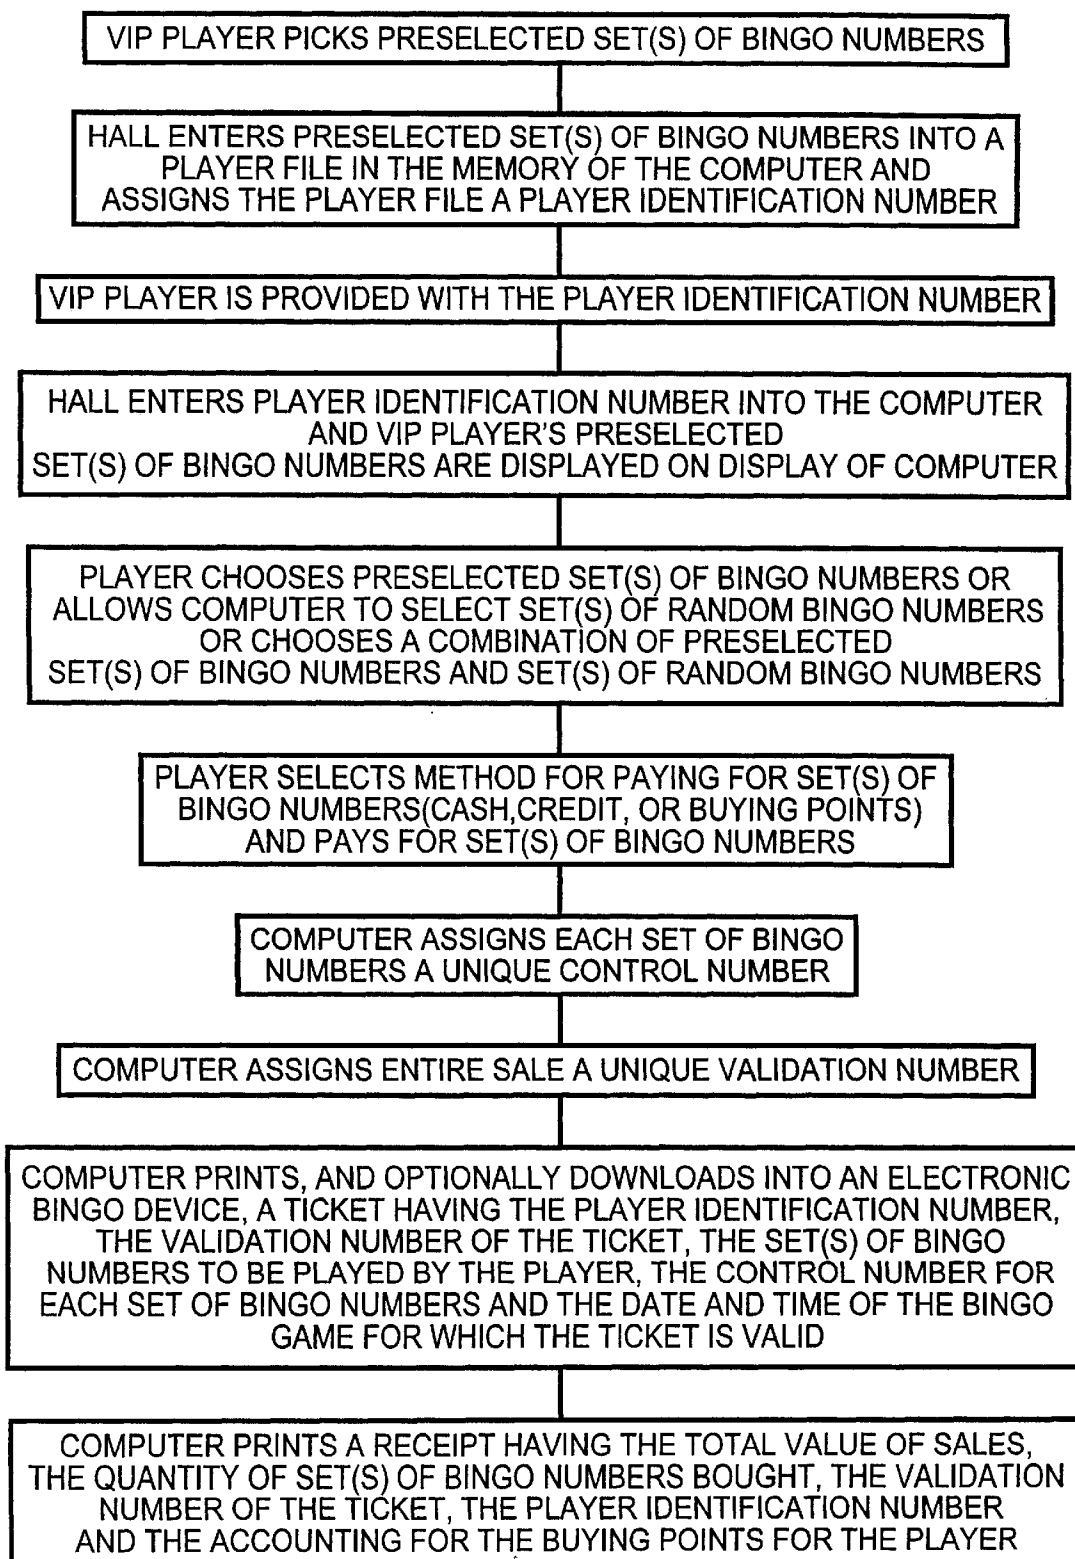 VIP PLAYER PICKS PRESELECTED SET(S) OF BINGO NUMBERS
HALL ENTERS PRESELECTED SET(S) OF BINGO NUMBERS INTO A
PLAYER FILE IN THE MEMORY OF THE COMPUTER AND
ASSIGNS THE PLAYER FILE A PLAYER IDENTIFICATION NUMBER
VIP PLAYER IS PROVIDED WITH THE PLAYER IDENTIFICATION NUMBER
HALL ENTERS PLAYER IDENTIFICATION NUMBER INTO THE COMPUTER
AND VIP PLAYER'S PRESELECTED
SET(S) OF BINGO NUMBERS ARE DISPLAYED ON DISPLAY OF COMPUTER
PLAYER CHOOSES PRESELECTED SET(S) OF BINGO NUMBERS OR
ALLOWS COMPUTER TO SELECT SET(S) OF RANDOM BINGO NUMBERS
OR CHOOSES A COMBINATION OF PRESELECTED
SET(S) OF BINGO NUMBERS AND SET(S) OF RANDOM BINGO NUMBERS
PLAYER SELECTS METHOD FOR PAYING FOR SET(S) OF
BINGO NUMBERS(CASH,CREDIT, OR BUYING POINTS)
AND PAYS FOR SET(S) OF BINGO NUMBERS
COMPUTER ASSIGNS EACH SET OF BINGO
NUMBERS A UNIQUE CONTROL NUMBER
COMPUTER ASSIGNS ENTIRE SALE A UNIQUE VALIDATION NUMBER
COMPUTER PRINTS, AND OPTIONALLY DOWNLOADS INTO AN ELECTRONIC
BINGO DEVICE, A TICKET HAVING THE PLAYER IDENTIFICATION NUMBER,
THE VALIDATION NUMBER OF THE TICKET, THE SET(S) OF BINGO
NUMBERS TO BE PLAYED BY THE PLAYER, THE CONTROL NUMBER FOR
EACH SET OF BINGO NUMBERS AND THE DATE AND TIME OF THE BINGO
GAME FOR WHICH THE TICKET IS VALID
COMPUTER PRINTS A RECEIPT HAVING THE TOTAL VALUE OF SALES,
THE QUANTITY OF SET(S) OF BINGO NUMBERS BOUGHT, THE VALIDATION
NUMBER OF THE TICKET, THE PLAYER IDENTIFICATION NUMBER
AND THE ACCOUNTING FOR THE BUYING POINTS FOR THE PLAYER